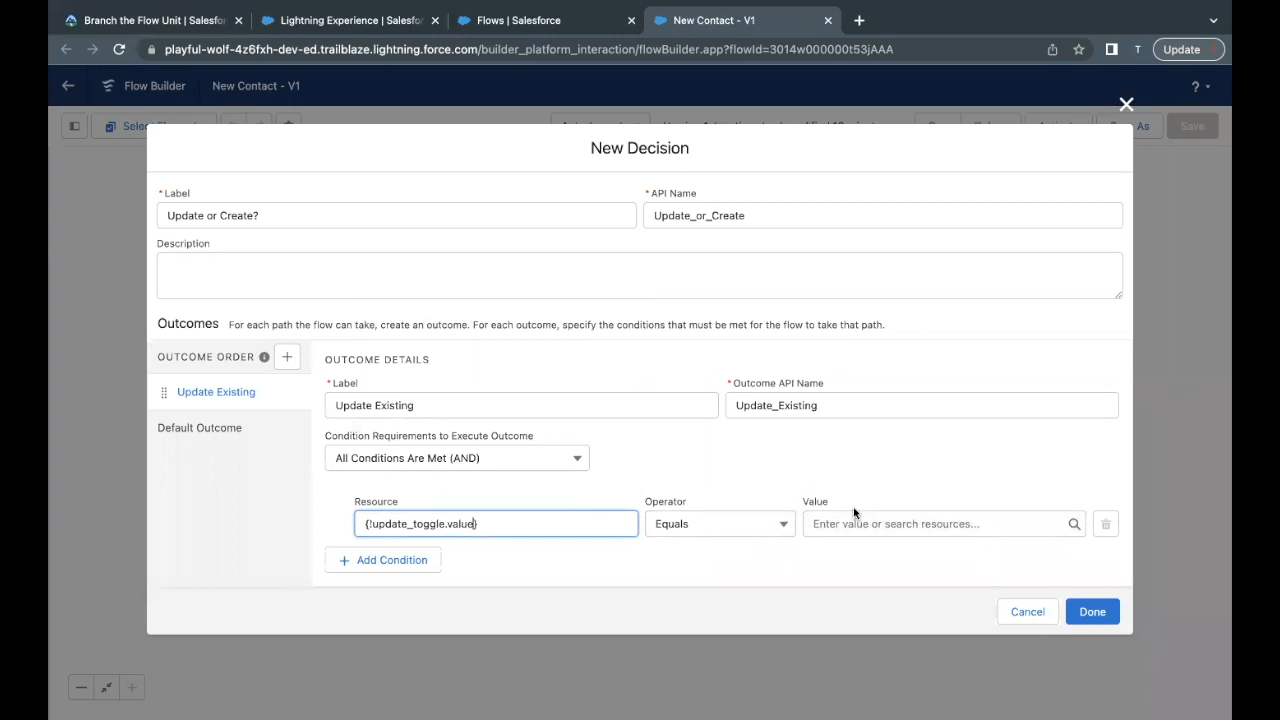 Branch the Flow Unit | Salesfor
Lightning Experience | Salesfo
Flows | Salesforce
New Contact - V1
playful-wolf-4z6fxh-dev-ed.trailblaze.lightning.force.com/builder_platform_interaction/flowBuilder.app?flowId=3014w000000t53jAAA
T
Update
Flow Builder
New Contact - V1
?
Selec
As
Save
New Decision
* Label
* API Name
Update or Create?
Update_or_Create
Description
Outcomes
For each path the flow can take, create an outcome. For each outcome, specify the conditions that must be met for the flow to take that path.
OUTCOME ORDER
OUTCOME DETAILS
Update Existing
Default Outcome
* Label
* Outcome API Name
Update Existing
Update_Existing
Condition Requirements to Execute Outcome
All Conditions Are Met (AND)
Resource
Operator
Value
{!update_toggle.value}
Equals
Enter value or search resources...
+ Add Condition
Cancel
Done